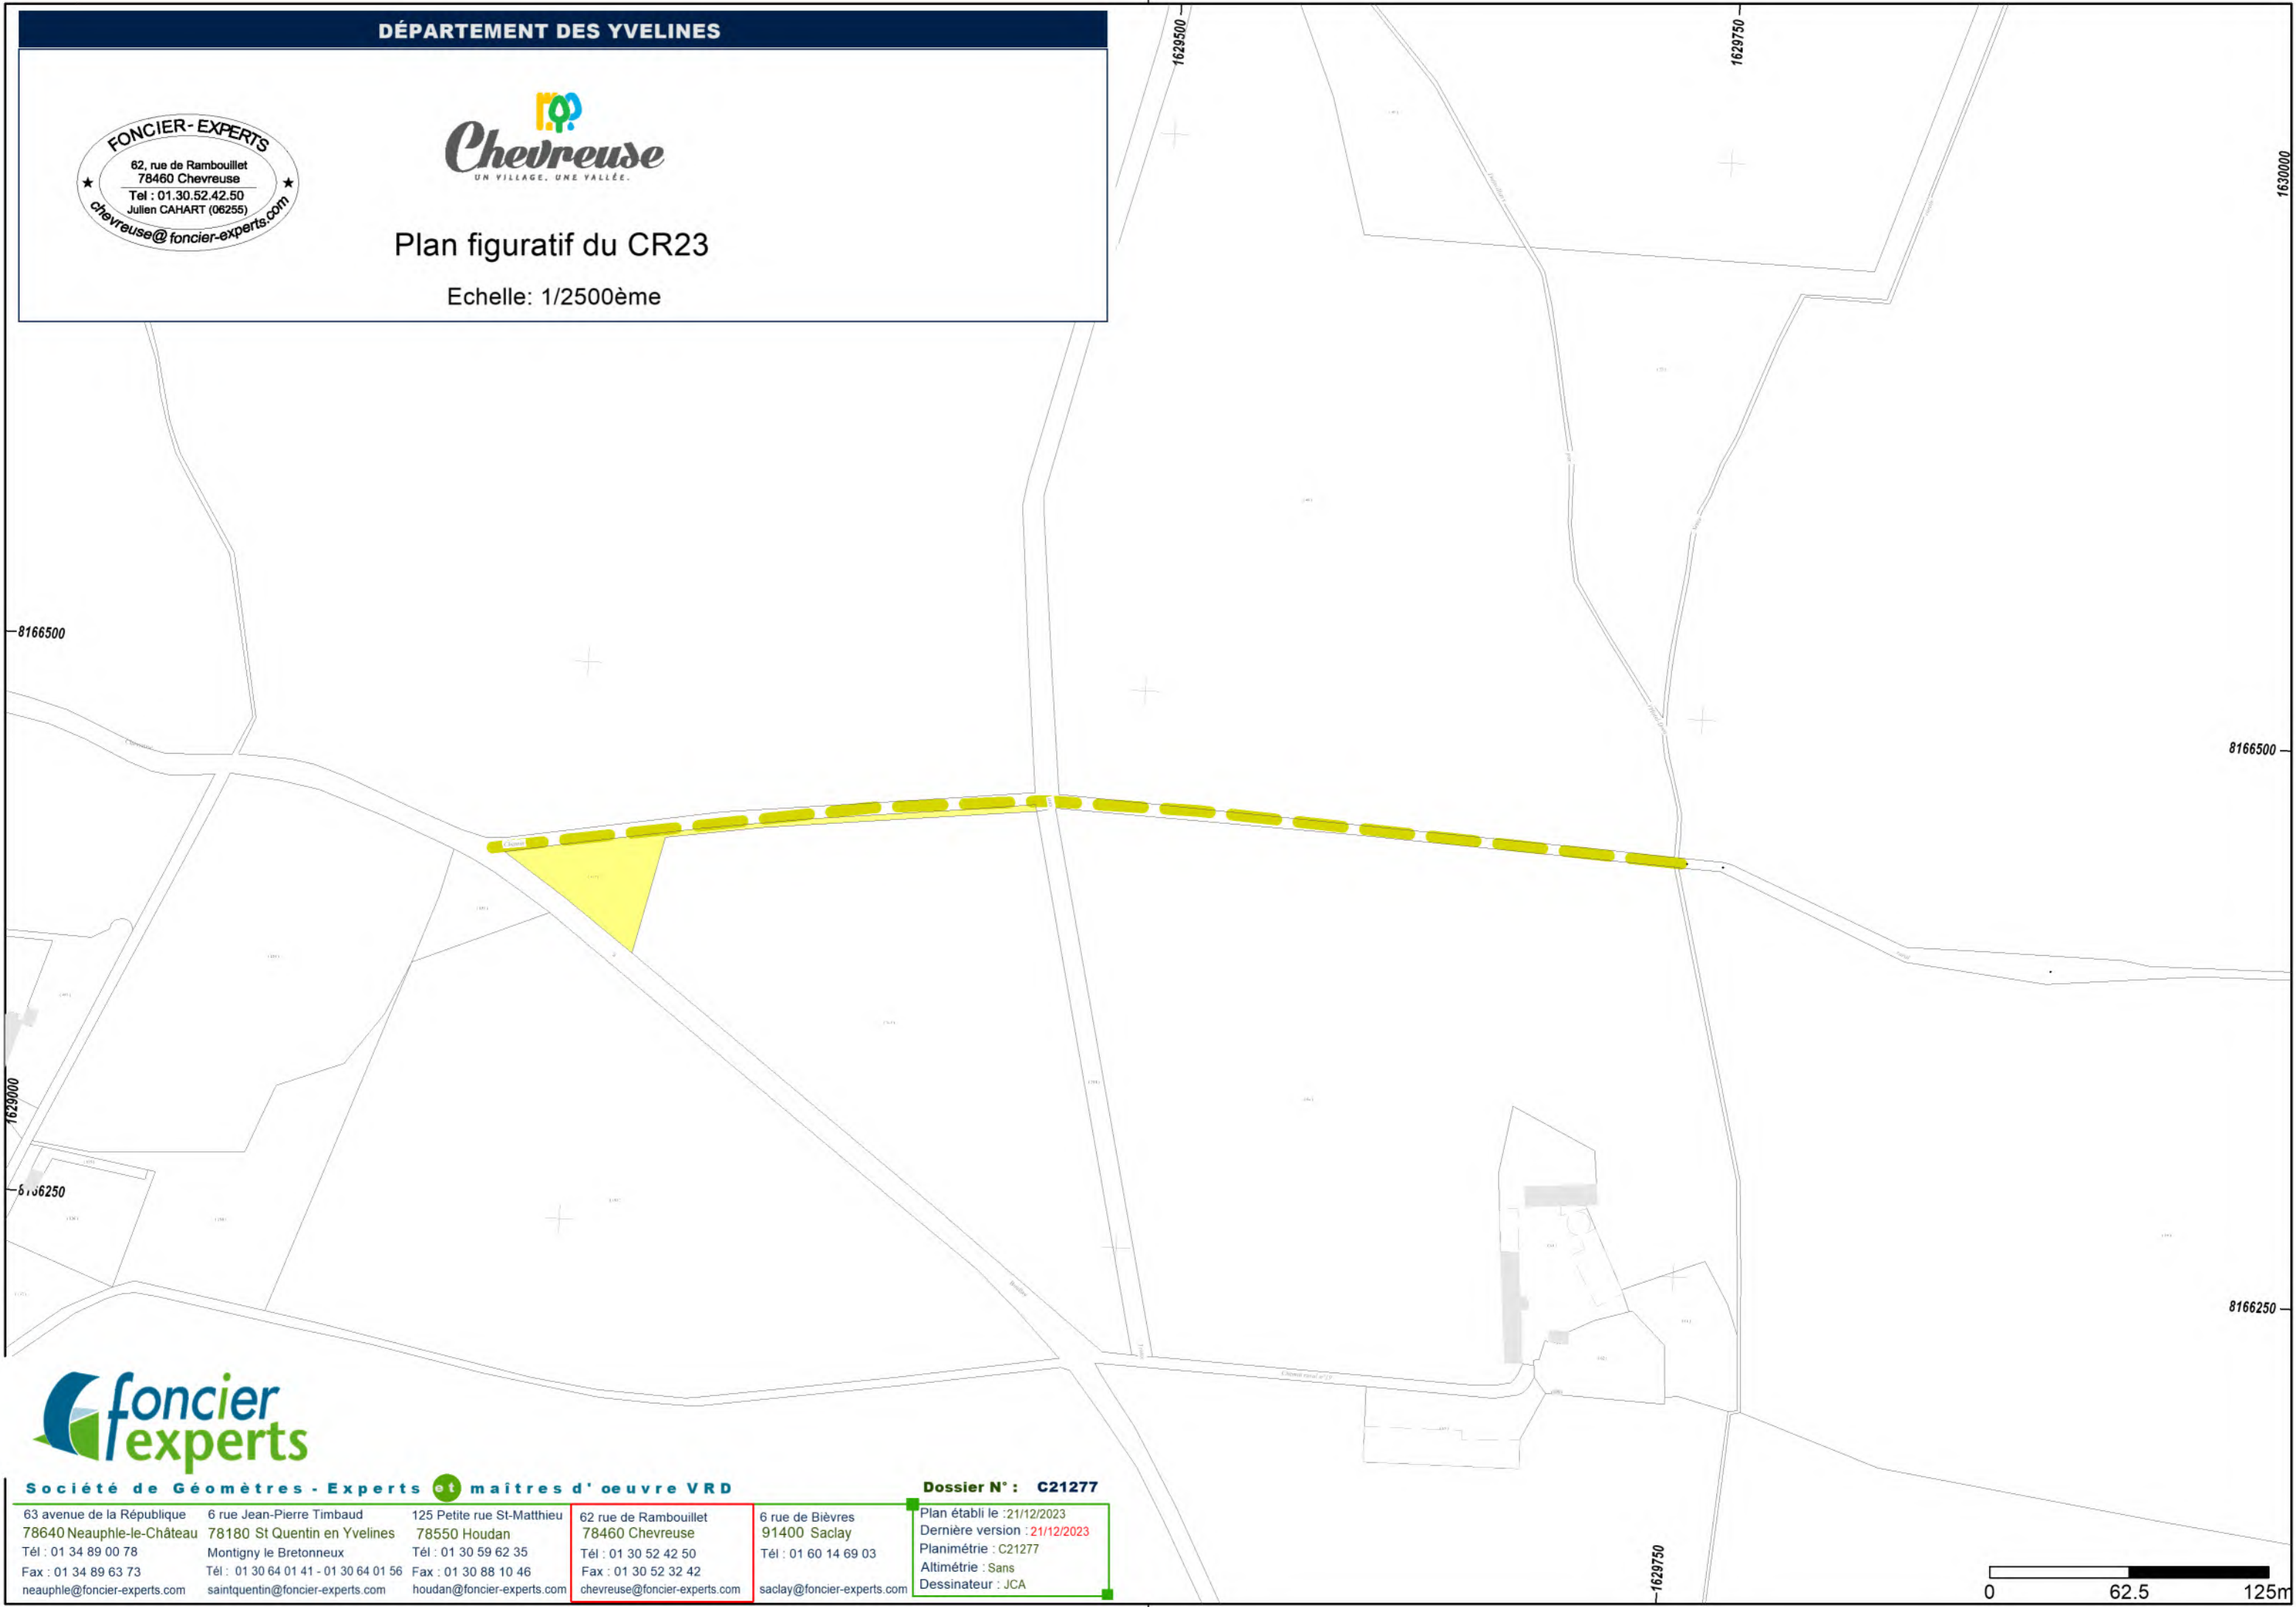 DÉPARTEMENT DES YVELINES
FONCIER-EXPERTS
62, rue de Rambouillet
78460 Chevreuse
Tel : 01.30.52.42.50
Julien CAHART (06255)
chevreuse@foncier-experts.com
Chevreuse
UN VILLAGE, UNE VALLÉE.
Plan figuratif du CR23
Echelle: 1/2500ème
1629500
1629750
1630000
8166500
8166500
1629000
8166250
8166250
1629750
Chemin rural n°17
foncier
experts
Société de Géomètres - Experts et maîtres d'oeuvre VRD
63 avenue de la République
78640 Neauphle-le-Château
Tél : 01 34 89 00 78
Fax : 01 34 89 63 73
neauphle@foncier-experts.com
6 rue Jean-Pierre Timbaud
78180 St Quentin en Yvelines
Montigny le Bretonneux
Tél : 01 30 64 01 41 - 01 30 64 01 56
saintquentin@foncier-experts.com
125 Petite rue St-Matthieu
78550 Houdan
Tél : 01 30 59 62 35
Fax : 01 30 88 10 46
houdan@foncier-experts.com
62 rue de Rambouillet
78460 Chevreuse
Tél : 01 30 52 42 50
Fax : 01 30 52 32 42
chevreuse@foncier-experts.com
6 rue de Bièvres
91400 Saclay
Tél : 01 60 14 69 03
saclay@foncier-experts.com
Dossier N° : C21277
Plan établi le :21/12/2023
Dernière version : 21/12/2023
Planimétrie : C21277
Altimétrie : Sans
Dessinateur : JCA
0 62.5 125m